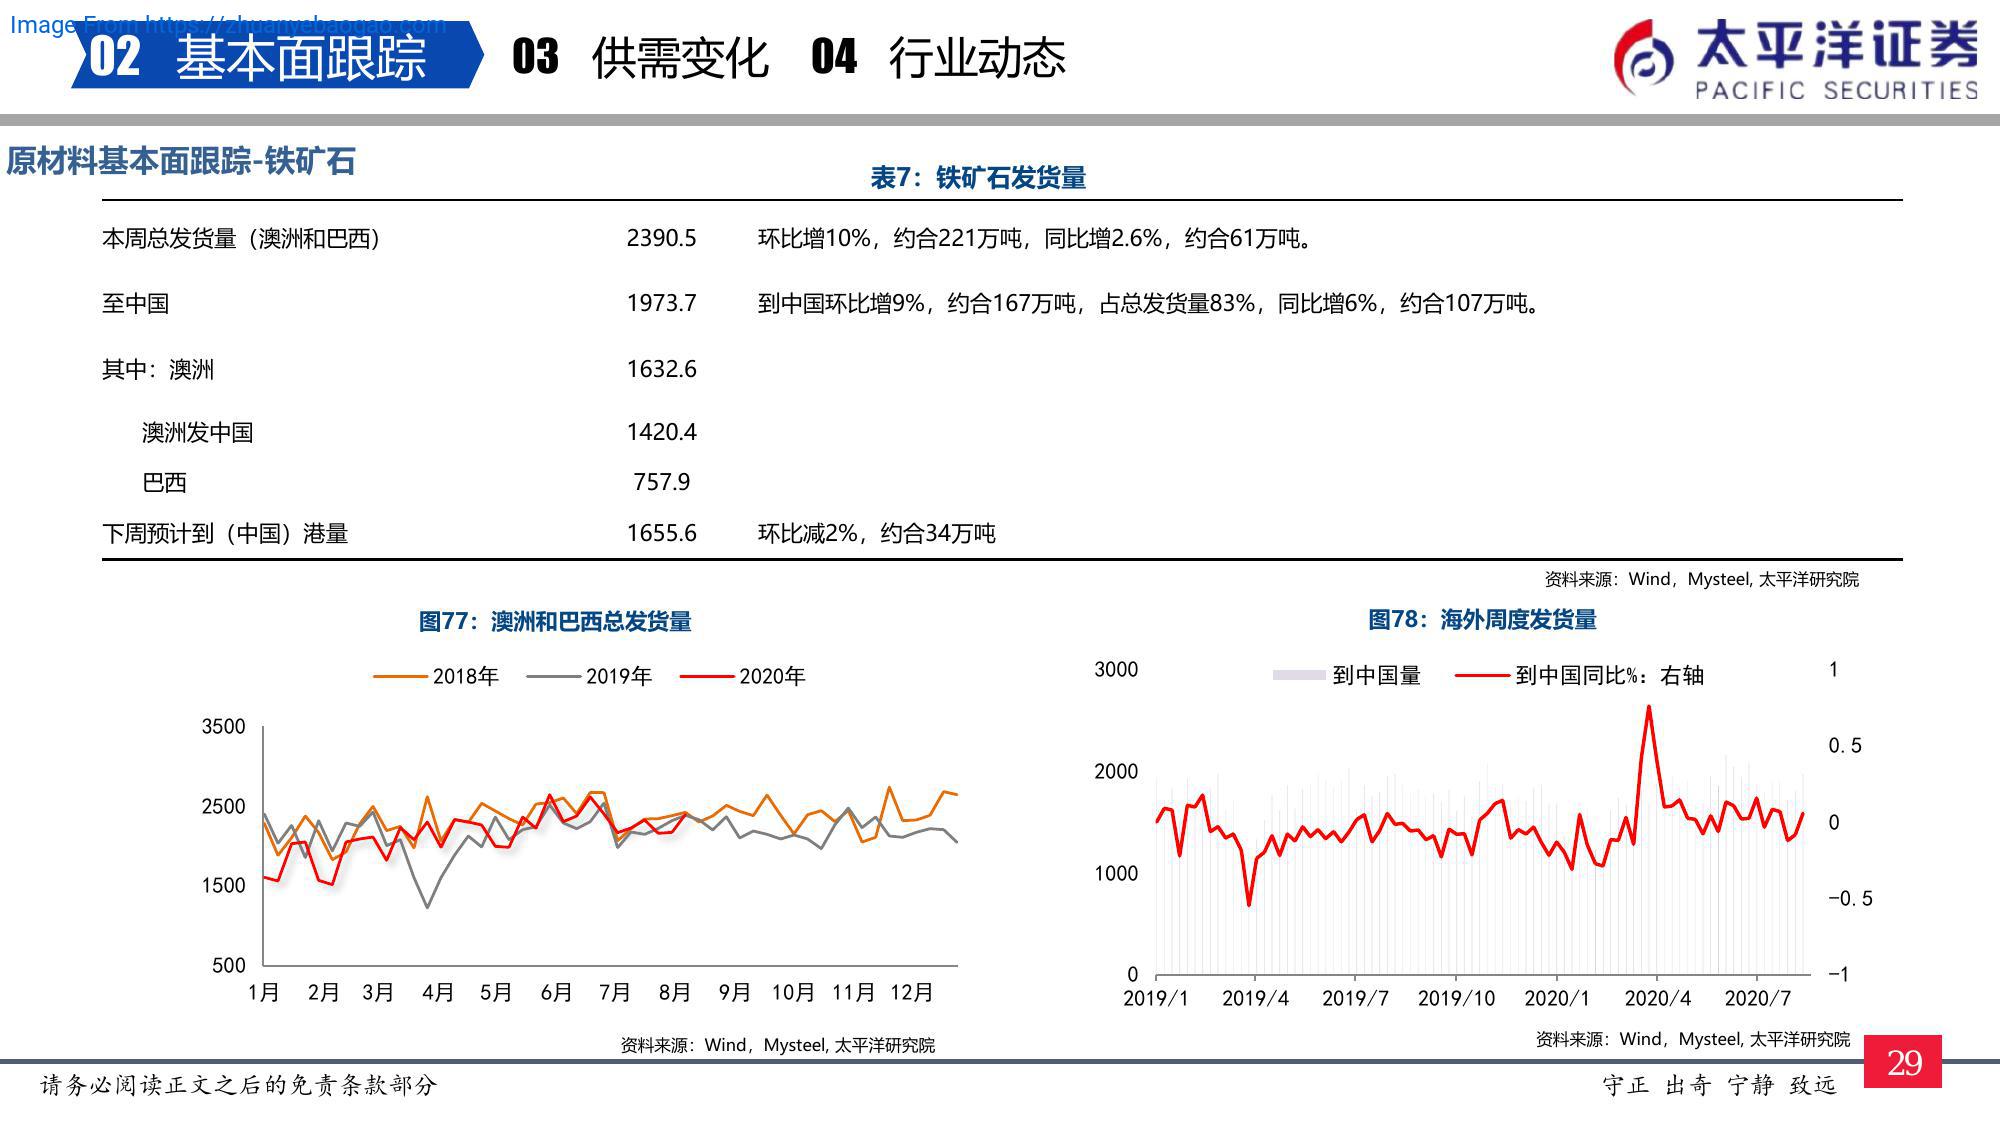 Image From https://zhuanyebaogao.com
02 基本面跟踪 03 供需变化 04 行业动态
太平洋证券
PACIFIC SECURITIES
原材料基本面跟踪-铁矿石
表7：铁矿石发货量
本周总发货量（澳洲和巴西） 2390.5 环比增10%，约合221万吨，同比增2.6%，约合61万吨。
至中国 1973.7 到中国环比增9%，约合167万吨，占总发货量83%，同比增6%，约合107万吨。
其中：澳洲 1632.6
澳洲发中国 1420.4
巴西 757.9
下周预计到（中国）港量 1655.6 环比减2%，约合34万吨
资料来源：Wind，Mysteel, 太平洋研究院
图77：澳洲和巴西总发货量
2018年 2019年 2020年
3500
2500
1500
500
1月 2月 3月 4月 5月 6月 7月 8月 9月 10月 11月 12月
资料来源：Wind，Mysteel, 太平洋研究院
图78：海外周度发货量
到中国量 到中国同比%：右轴
3000
2000
1000
0
1
0.5
0
-0.5
-1
2019/1 2019/4 2019/7 2019/10 2020/1 2020/4 2020/7
资料来源：Wind，Mysteel, 太平洋研究院
请务必阅读正文之后的免责条款部分
守正 出奇 宁静 致远
29